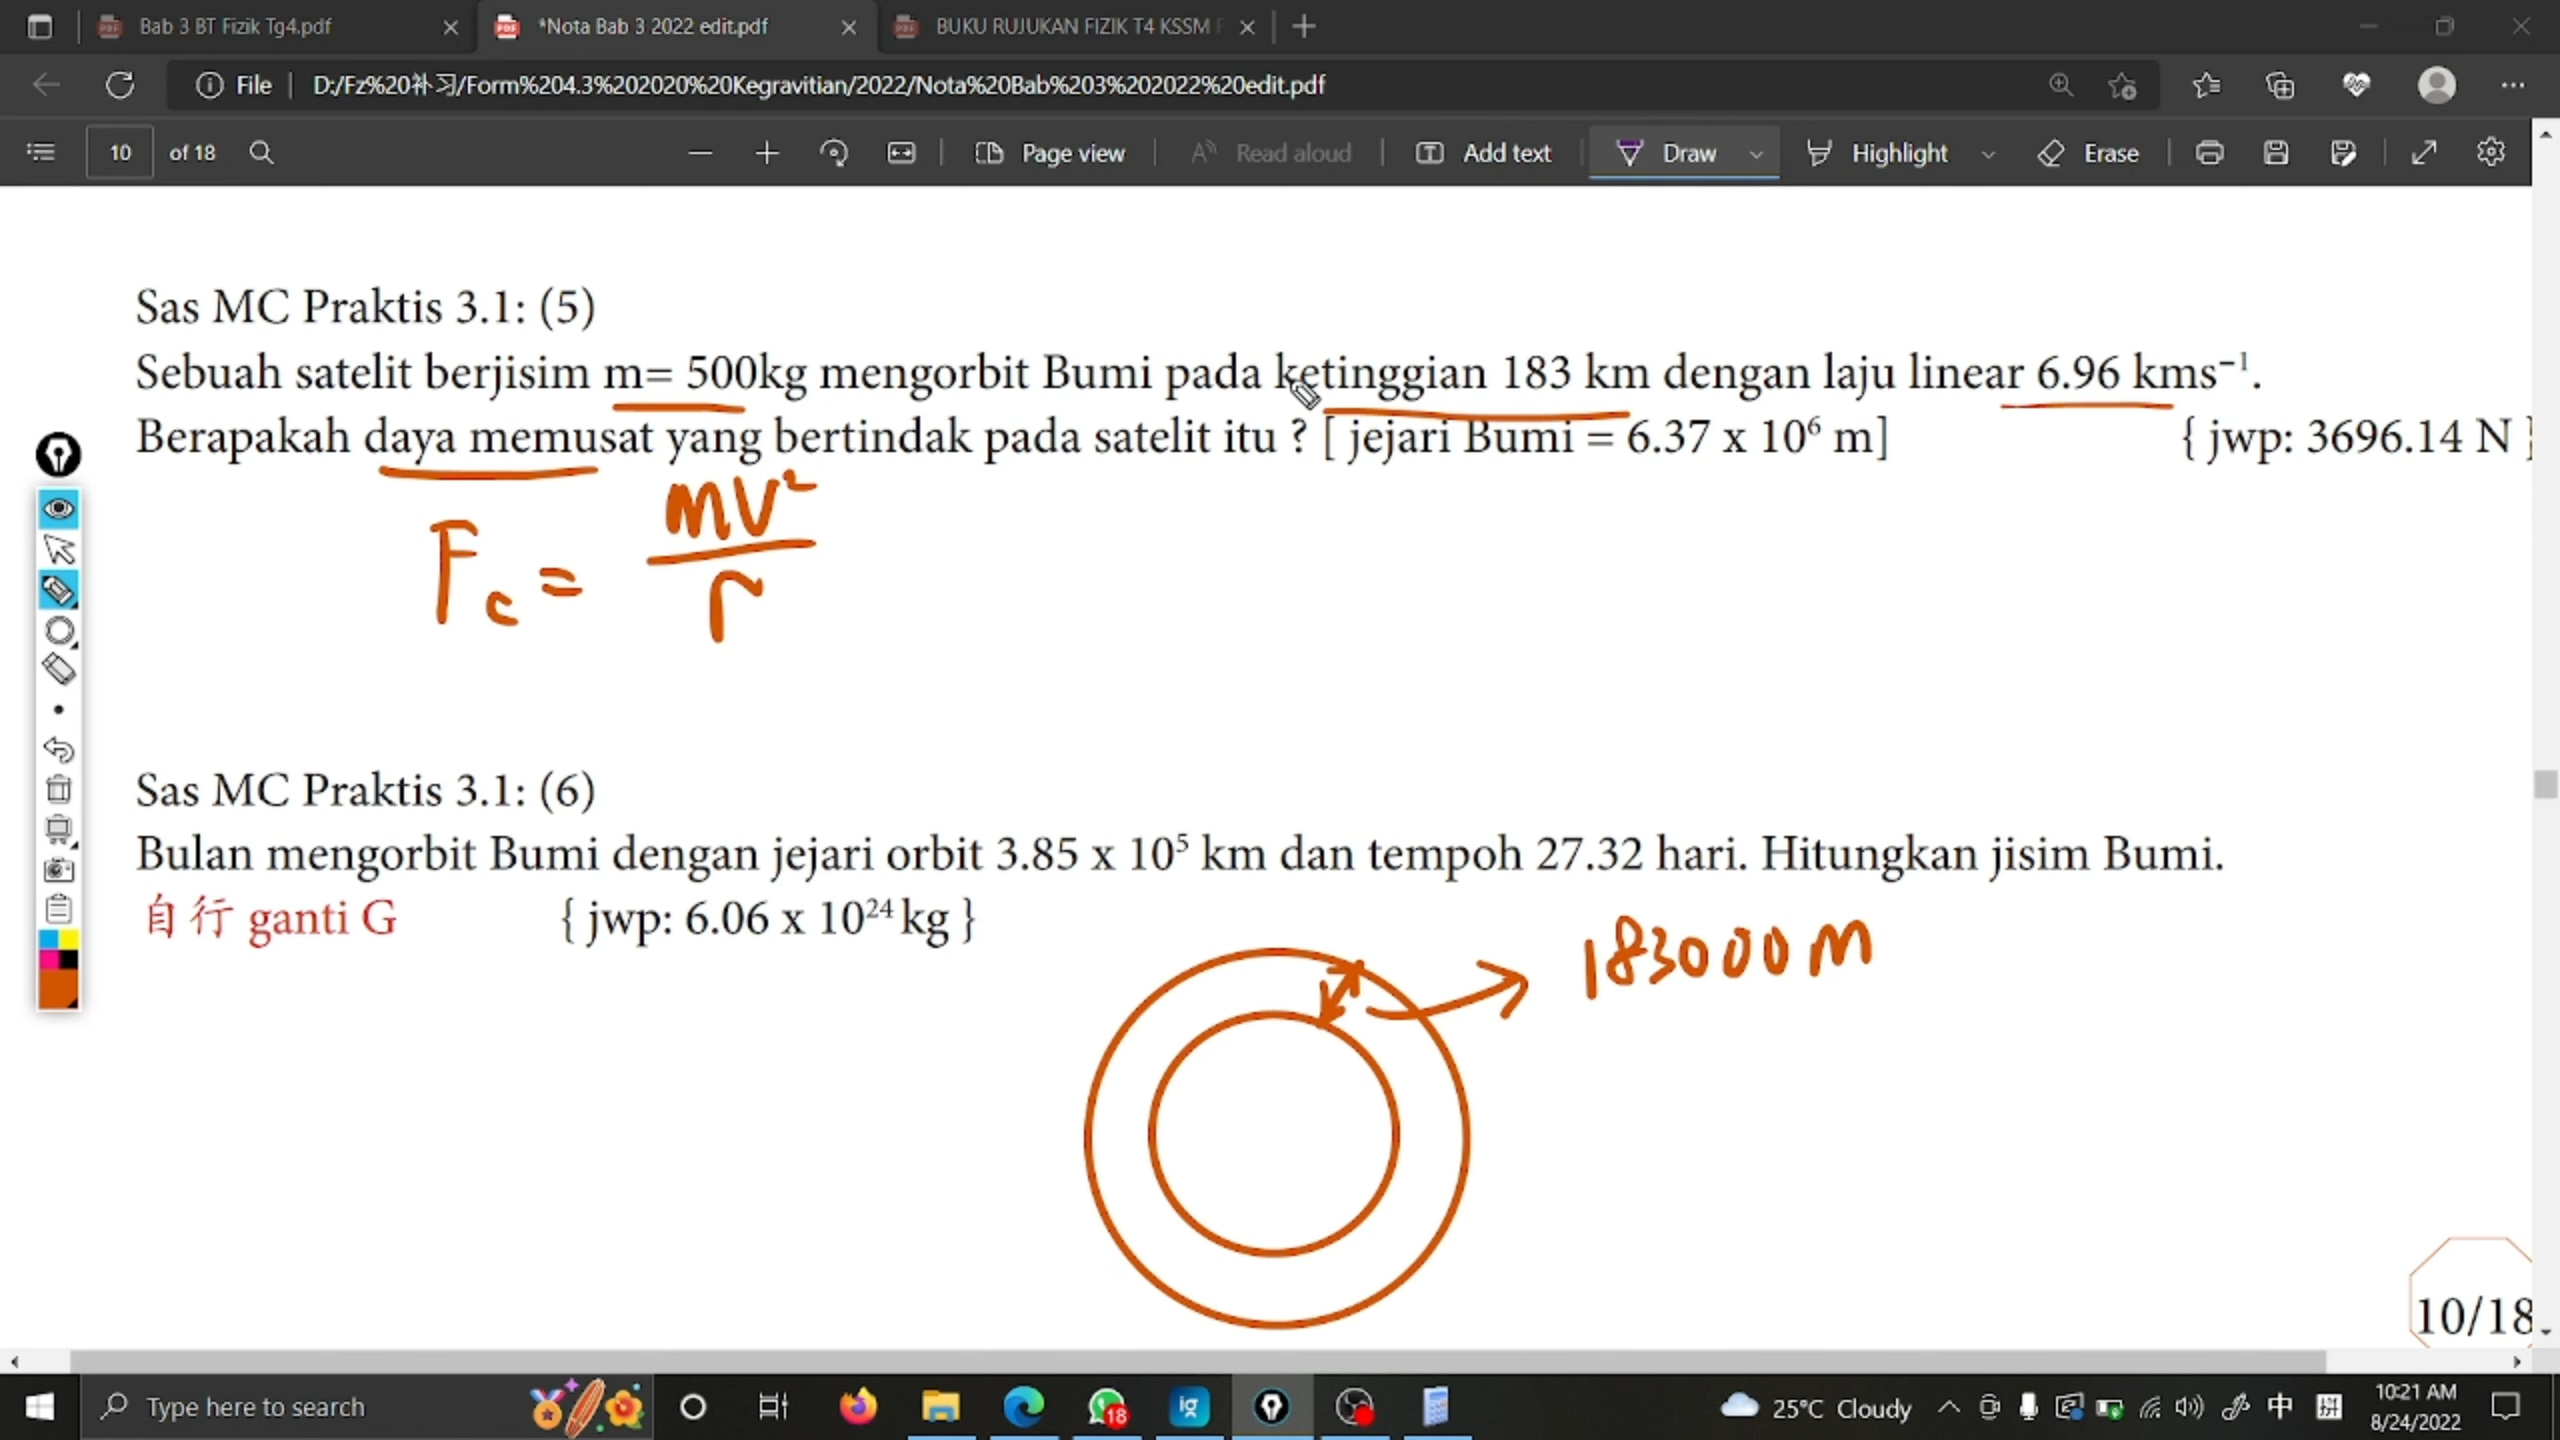 Bab 3 BT Fizik Tg4.pdf
*Nota Bab 3 2022 edit.pdf
BUKU RUJUKAN FIZIK T4 KSSM
File
D:/Fz%20补习/Form%204.3%202020%20Kegravitian/2022/Nota%20Bab%203%202022%20edit.pdf
10 of 18
Page view
Read aloud
Add text
Draw
Highlight
Erase
Sas MC Praktis 3.1: (5)
Sebuah satelit berjisim m= 500kg mengorbit Bumi pada ketinggian 183 km dengan laju linear 6.96 kms⁻¹.
Berapakah daya memusat yang bertindak pada satelit itu ? [ jejari Bumi = 6.37 x 10⁶ m] { jwp: 3696.14 N }
Fc = mv²/r
Sas MC Praktis 3.1: (6)
Bulan mengorbit Bumi dengan jejari orbit 3.85 x 10⁵ km dan tempoh 27.32 hari. Hitungkan jisim Bumi.
自行 ganti G { jwp: 6.06 x 10²⁴ kg }
183000 m
10/18
Type here to search
18
ig
25°C Cloudy
中
拼
10:21 AM
8/24/2022